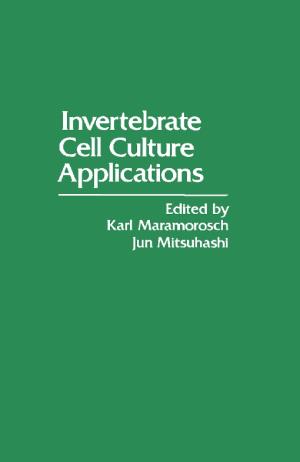 Invertebrate
Cell Culture
Applications
Edited by
Karl Maramorosch
Jun Mitsuhashi